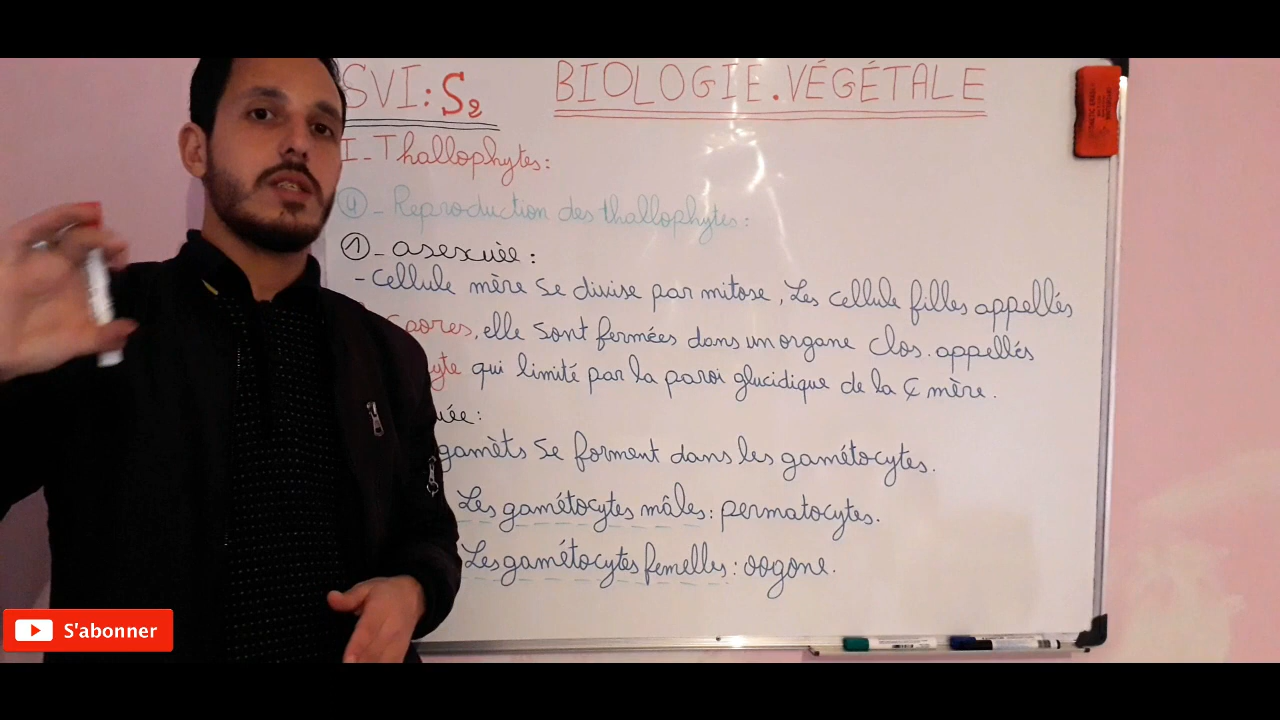 SVI: S2 BIOLOGIE.VÉGÉTALE
I-Thallophytes:
④-Reproduction des thallophytes:
①-asexuée:
-cellule mère se divise par mitose, Les cellule filles appellés
spores, elle sont fermées dans un organe clos. appellés
yte qui limité par la paroi glucidique de la ₵ mère.
uée:
gamèts se forment dans les gamétocytes.
Les gamétocytes mâles: permatocytes.
Les gamétocytes femelles: oogone.
S'abonner